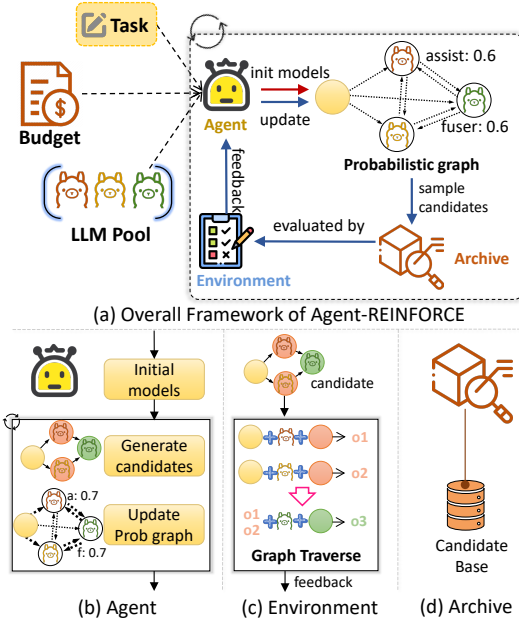 Task
Budget
LLM Pool
Agent
init models
update
feedback
assist: 0.6
fuser: 0.6
Probabilistic graph
sample
candidates
Archive
evaluated by
Environment
(a) Overall Framework of Agent-REINFORCE
Initial
models
Generate
candidates
a: 0.7
f: 0.7
Update
Prob graph
(b) Agent
candidate
o1
o2
o1
o2
o3
Graph Traverse
feedback
(c) Environment
Candidate
Base
(d) Archive